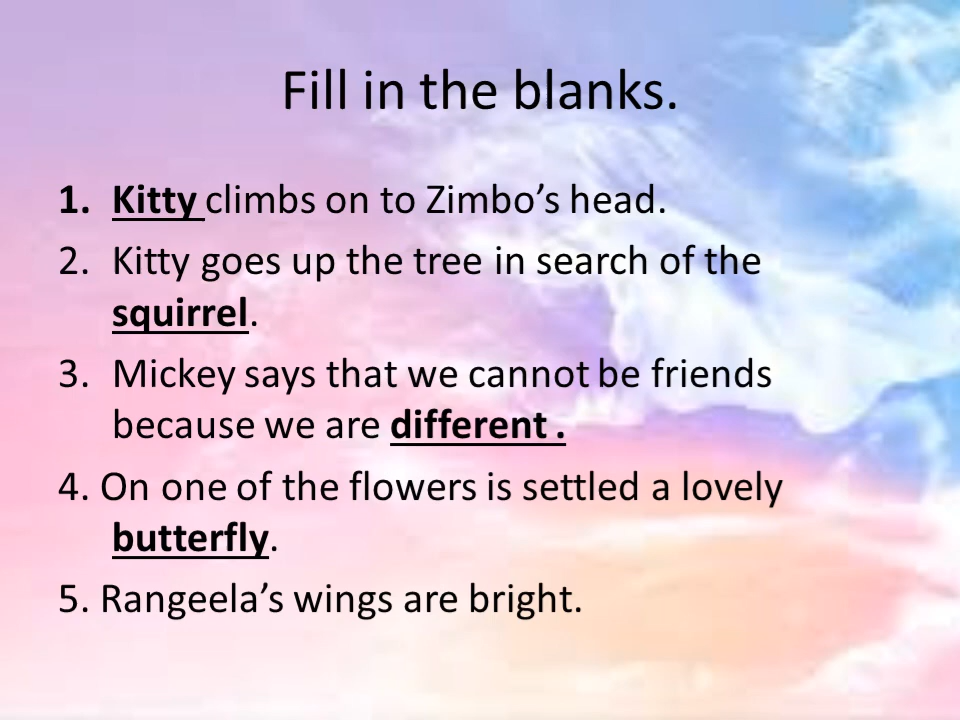 Fill in the blanks.
1. Kitty climbs on to Zimbo’s head.
2. Kitty goes up the tree in search of the
squirrel.
3. Mickey says that we cannot be friends
because we are different .
4. On one of the flowers is settled a lovely
butterfly.
5. Rangeela’s wings are bright.